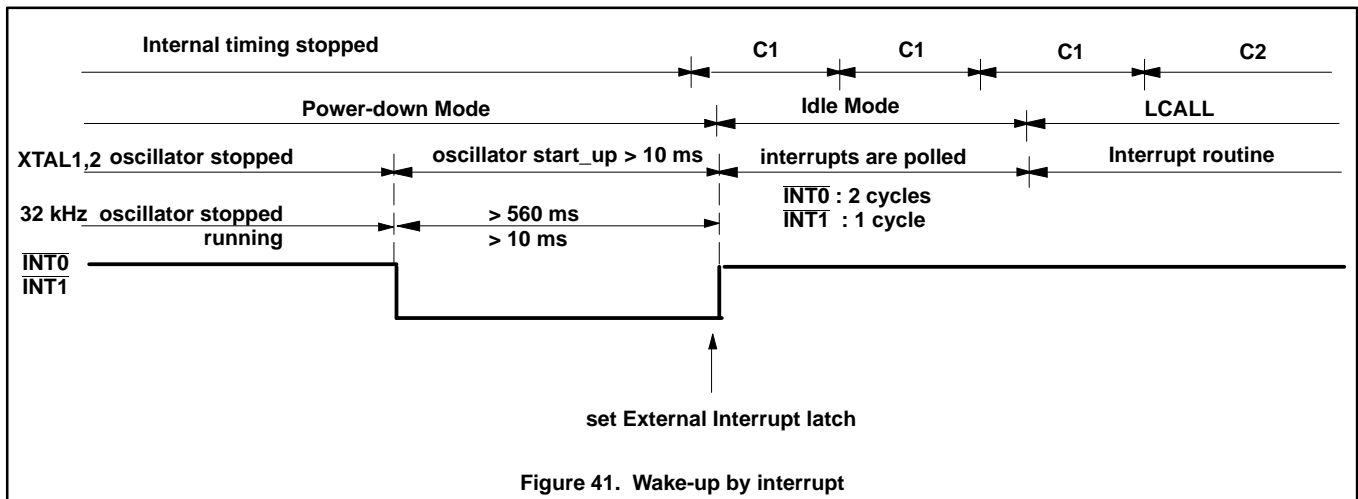 Internal timing stopped C1 C1 C1 C2
Power-down Mode Idle Mode LCALL
XTAL1,2 oscillator stopped oscillator start_up > 10 ms interrupts are polled Interrupt routine
32 kHz oscillator stopped > 560 ms INT0 : 2 cycles
running > 10 ms INT1 : 1 cycle
INT0
INT1
set External Interrupt latch
Figure 41. Wake-up by interrupt